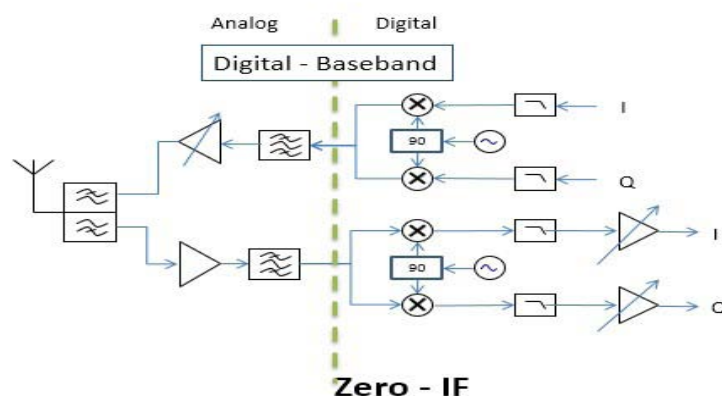 Analog Digital
Digital - Baseband
I
90
Q
I
90
Q
Zero - IF